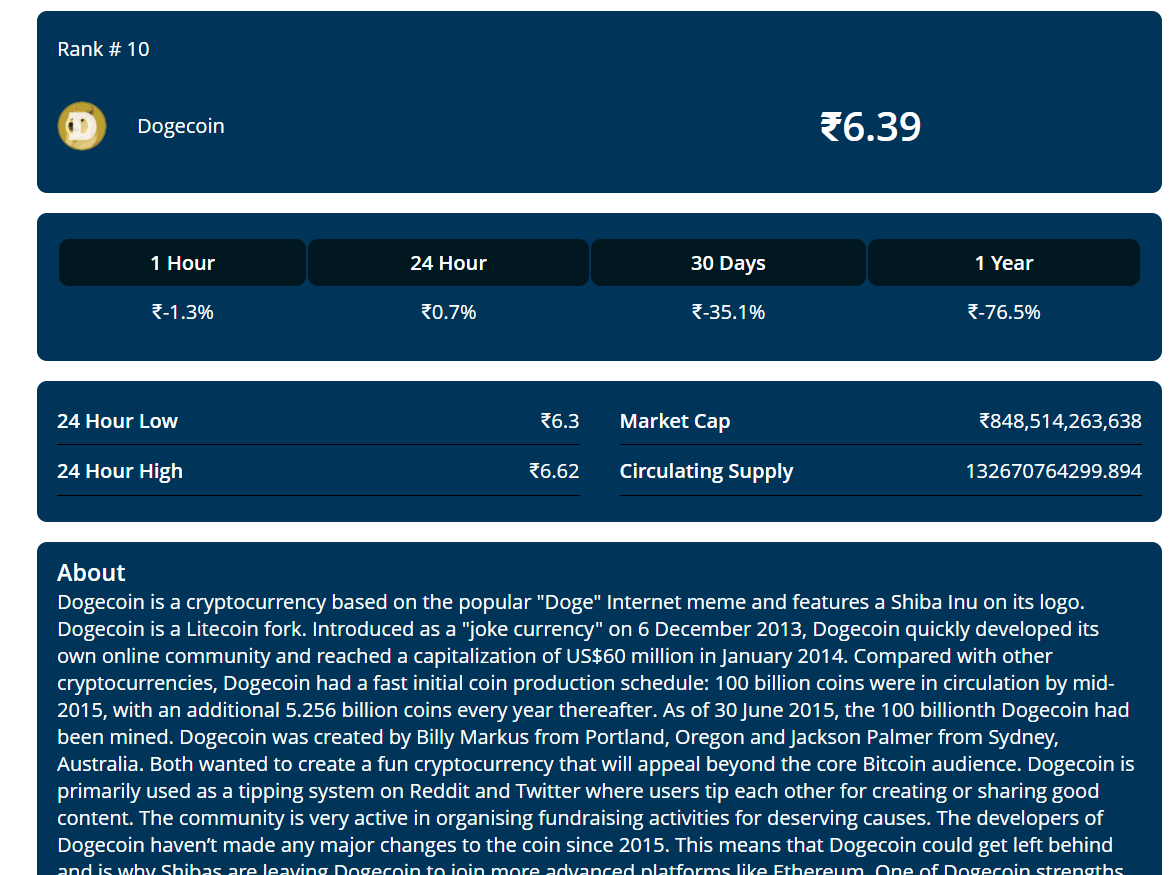 Rank # 10
Dogecoin
₹6.39
1 Hour 24 Hour 30 Days 1 Year
₹-1.3% ₹0.7% ₹-35.1% ₹-76.5%
24 Hour Low ₹6.3 Market Cap ₹848,514,263,638
24 Hour High ₹6.62 Circulating Supply 132670764299.894
About
Dogecoin is a cryptocurrency based on the popular "Doge" Internet meme and features a Shiba Inu on its logo.
Dogecoin is a Litecoin fork. Introduced as a "joke currency" on 6 December 2013, Dogecoin quickly developed its
own online community and reached a capitalization of US$60 million in January 2014. Compared with other
cryptocurrencies, Dogecoin had a fast initial coin production schedule: 100 billion coins were in circulation by mid-
2015, with an additional 5.256 billion coins every year thereafter. As of 30 June 2015, the 100 billionth Dogecoin had
been mined. Dogecoin was created by Billy Markus from Portland, Oregon and Jackson Palmer from Sydney,
Australia. Both wanted to create a fun cryptocurrency that will appeal beyond the core Bitcoin audience. Dogecoin is
primarily used as a tipping system on Reddit and Twitter where users tip each other for creating or sharing good
content. The community is very active in organising fundraising activities for deserving causes. The developers of
Dogecoin haven’t made any major changes to the coin since 2015. This means that Dogecoin could get left behind
and is why Shibas are leaving Dogecoin to join more advanced platforms like Ethereum. One of Dogecoin strengths